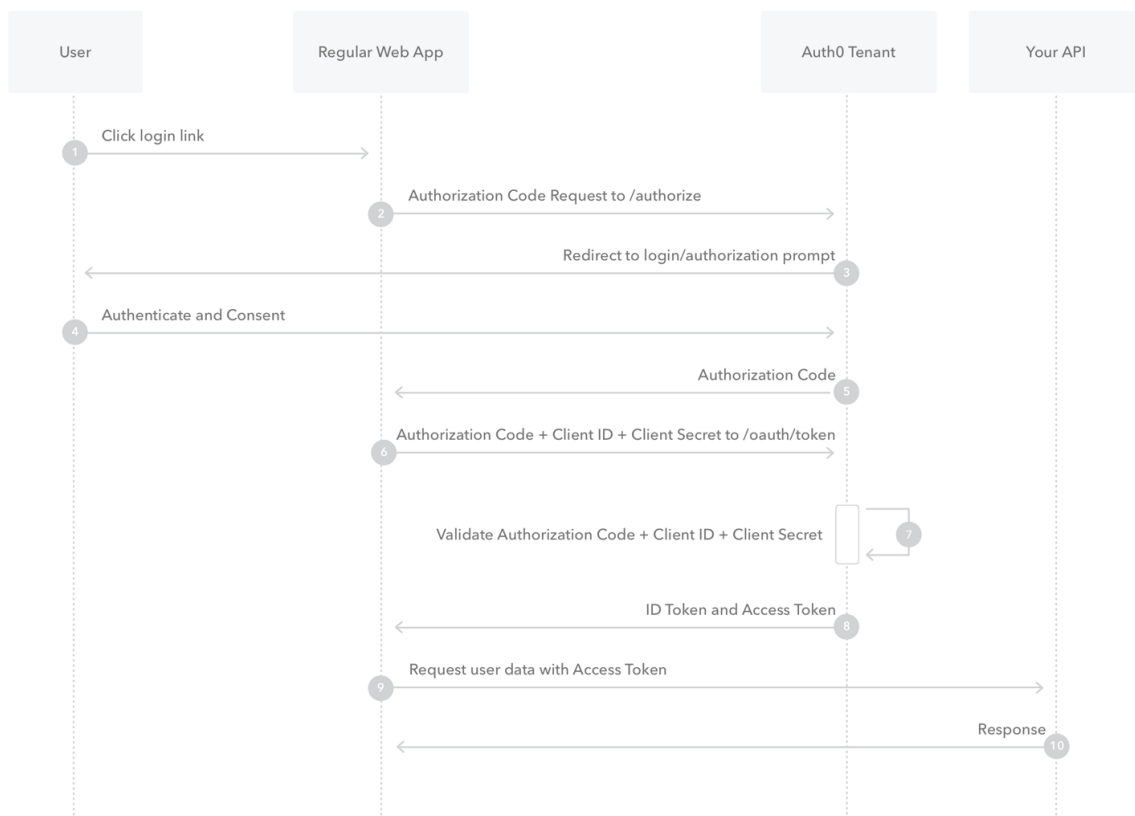 User
Regular Web App
Auth0 Tenant
Your API
Click login link
1
Authorization Code Request to /authorize
2
Redirect to login/authorization prompt
3
Authenticate and Consent
4
Authorization Code
5
Authorization Code + Client ID + Client Secret to /oauth/token
6
Validate Authorization Code + Client ID + Client Secret
7
ID Token and Access Token
8
Request user data with Access Token
9
Response
10